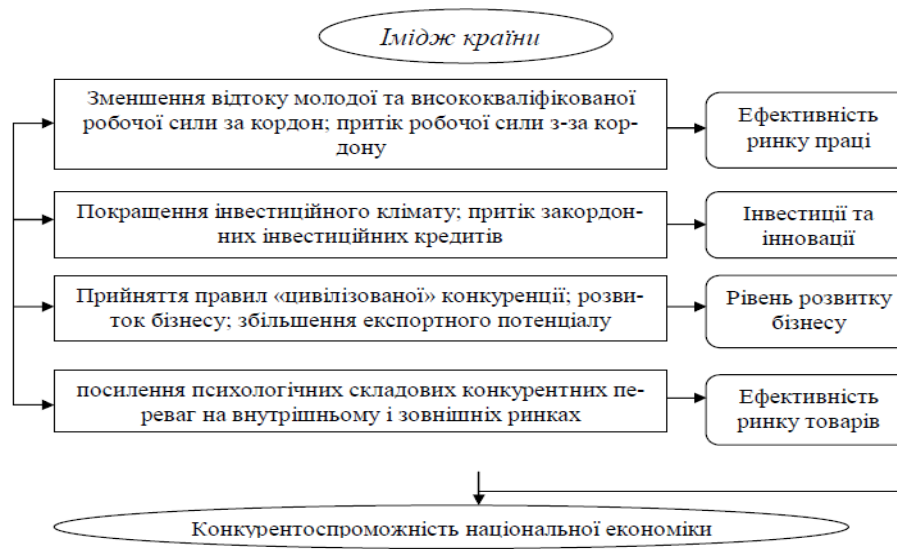 Імідж країни
Зменшення відтоку молодої та висококваліфікованої
робочої сили за кордон; притік робочої сили з-за кор-
дону
Ефективність
ринку праці
Покращення інвестиційного клімату; притік закордон-
них інвестиційних кредитів
Інвестиції та
інновації
Прийняття правил «цивілізованої» конкуренції; розви-
ток бізнесу; збільшення експортного потенціалу
Рівень розвитку
бізнесу
посилення психологічних складових конкурентних пе-
реваг на внутрішньому і зовнішніх ринках
Ефективність
ринку товарів
Конкурентоспроможність національної економіки